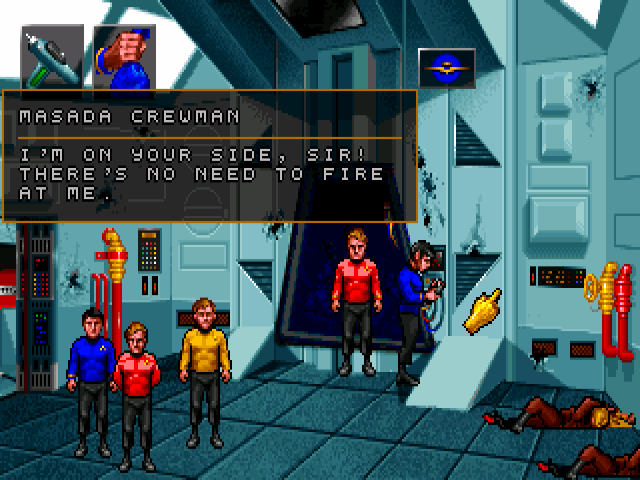 MASADA CREWMAN
I'M ON YOUR SIDE, SIR!
THERE'S NO NEED TO FIRE
AT ME.